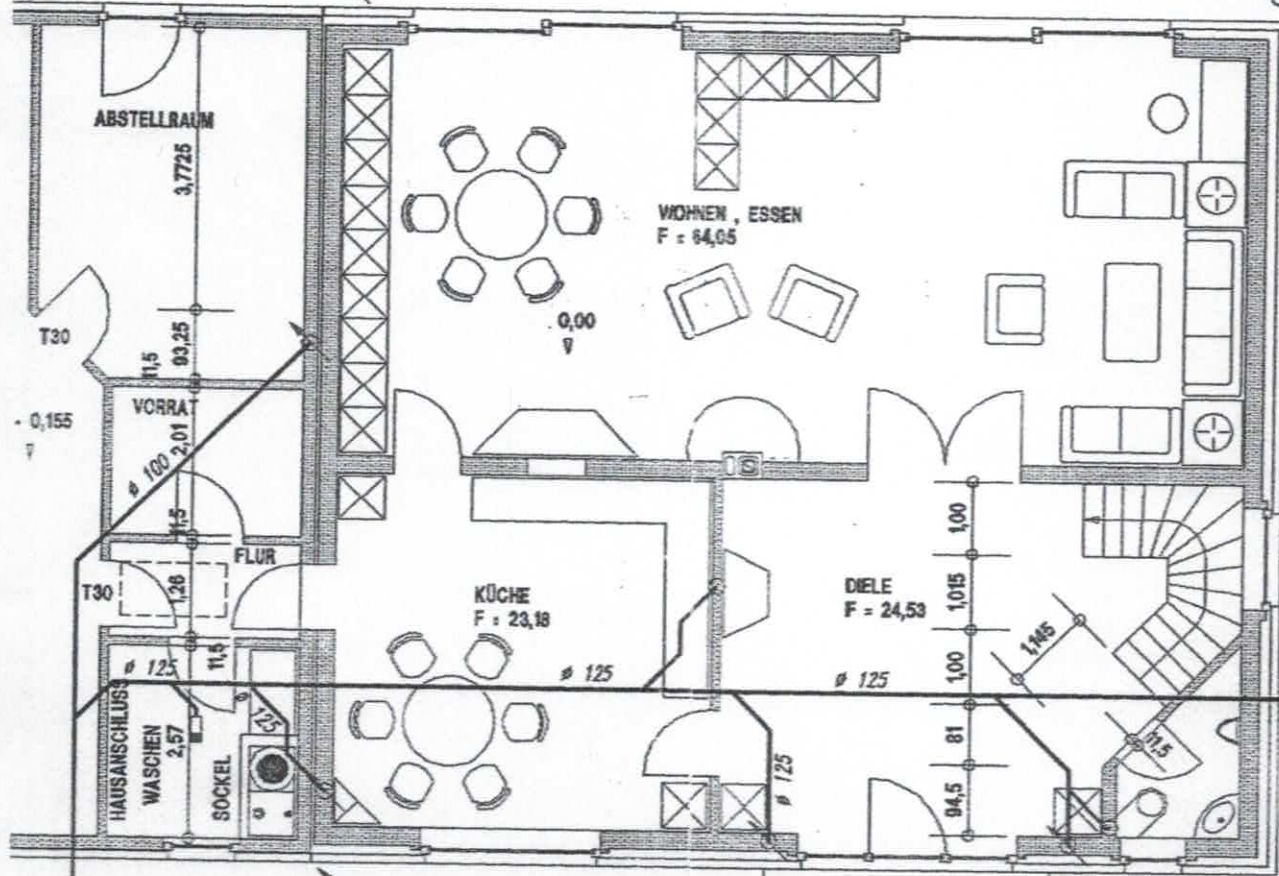 ABSTELLRAUM
3,7725
WOHNEN , ESSEN
F = 64,05
0,00
T30
93,25
11,5
- 0,155
VORRAT
2,01
ø 100
11,5
S
FLUR
T30
1,26
KÜCHE
F = 23,18
DIELE
F = 24,53
1,00
1,015
1,00
1,145
11,5
ø 125
ø 125
ø 125
ø 125
HAUSANSCHLUSS
WASCHEN
2,57
SOCKEL
81
11,5
ø 125
94,5